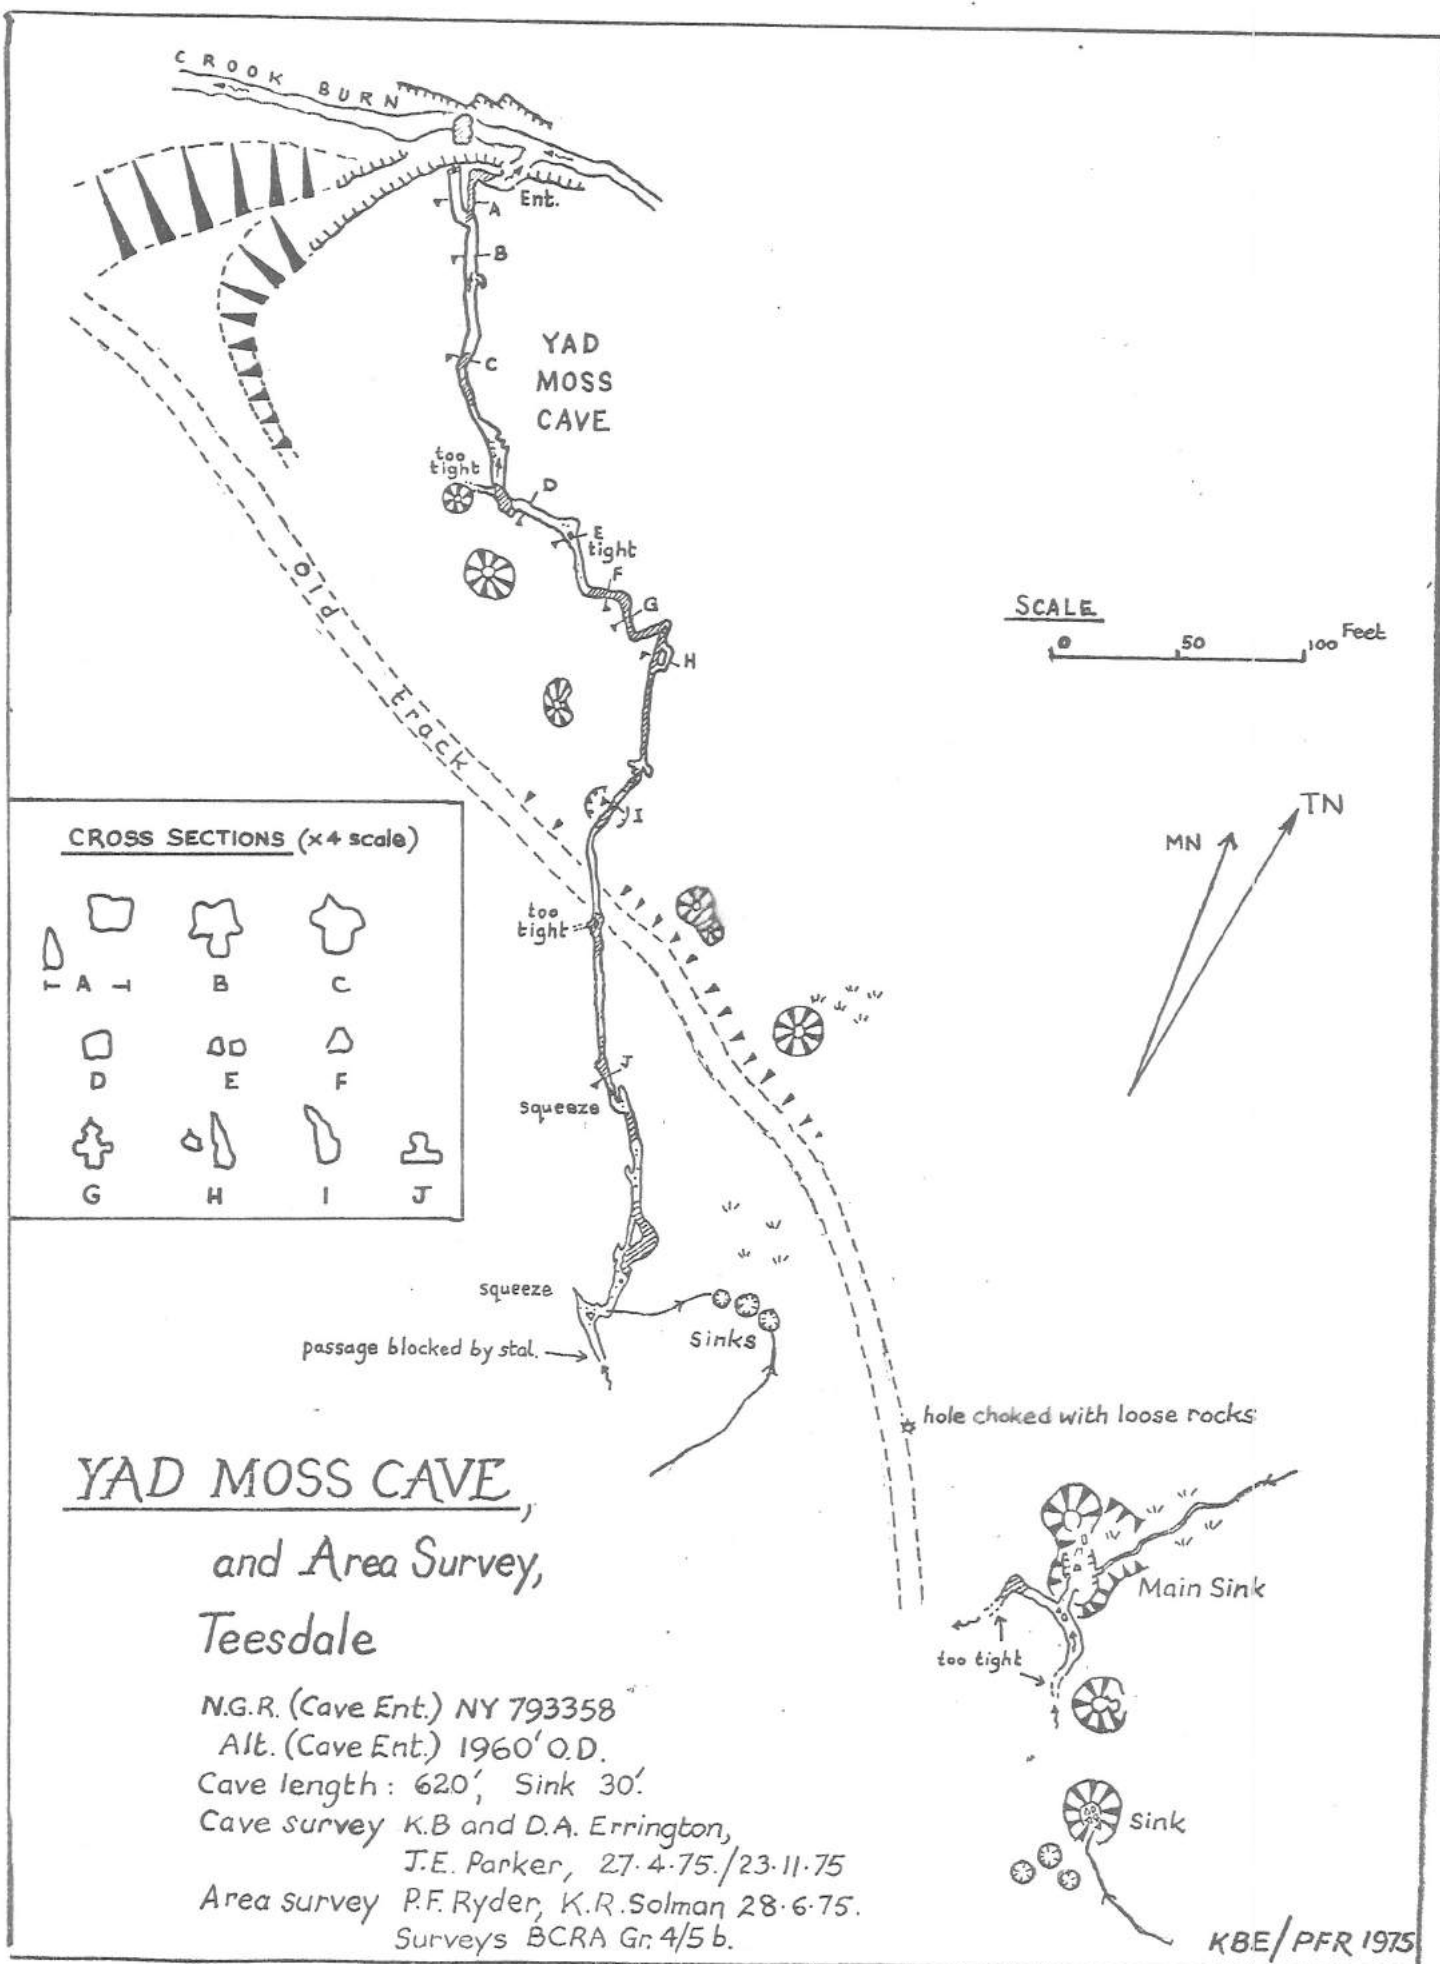 CROOK BURN
Ent.
A
B
YAD
MOSS
CAVE
C
too
tight
D
E
tight
F
G
H
SCALE
0 50 100 Feet
Old track
I
TN
MN
CROSS SECTIONS (x4 scale)
A B C
D E F
G H I J
too
tight
J
squeeze
squeeze
Sinks
passage blocked by stal.
hole choked with loose rocks
YAD MOSS CAVE,
and Area Survey,
Teesdale
Main Sink
too tight
N.G.R. (Cave Ent.) NY 793358
Alt. (Cave Ent.) 1960' O.D.
Cave length: 620', Sink 30'.
Cave survey K.B and D.A. Errington,
J.E. Parker, 27.4.75./23.11.75
Area survey P.F. Ryder, K.R. Solman 28.6.75.
Surveys BCRA Gr. 4/5 b.
Sink
KBE/PFR 1975